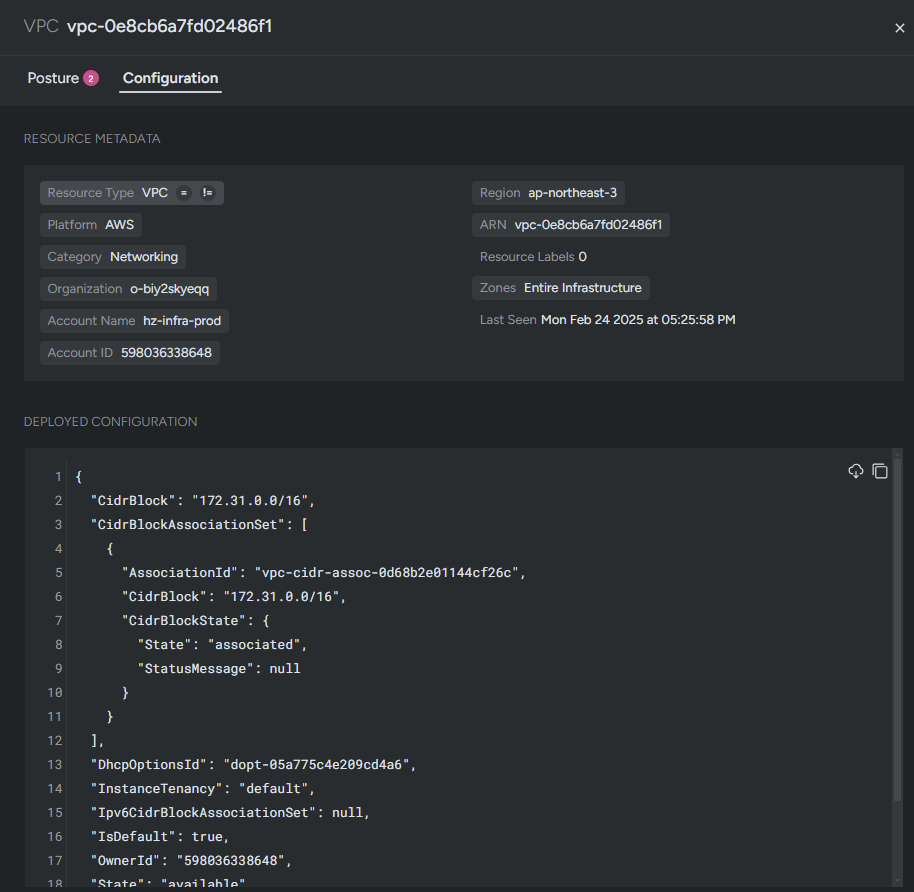 VPC vpc-0e8cb6a7fd02486f1
Posture 2 Configuration
RESOURCE METADATA
Resource Type VPC = !=
Platform AWS
Category Networking
Organization o-biy2skyeqq
Account Name hz-infra-prod
Account ID 598036338648
Region ap-northeast-3
ARN vpc-0e8cb6a7fd02486f1
Resource Labels 0
Zones Entire Infrastructure
Last Seen Mon Feb 24 2025 at 05:25:58 PM
DEPLOYED CONFIGURATION
1 {
2 "CidrBlock": "172.31.0.0/16",
3 "CidrBlockAssociationSet": [
4 {
5 "AssociationId": "vpc-cidr-assoc-0d68b2e01144cf26c",
6 "CidrBlock": "172.31.0.0/16",
7 "CidrBlockState": {
8 "State": "associated",
9 "StatusMessage": null
10 }
11 }
12 ],
13 "DhcpOptionsId": "dopt-05a775c4e209cd4a6",
14 "InstanceTenancy": "default",
15 "Ipv6CidrBlockAssociationSet": null,
16 "IsDefault": true,
17 "OwnerId": "598036338648",
18 "State": "available"